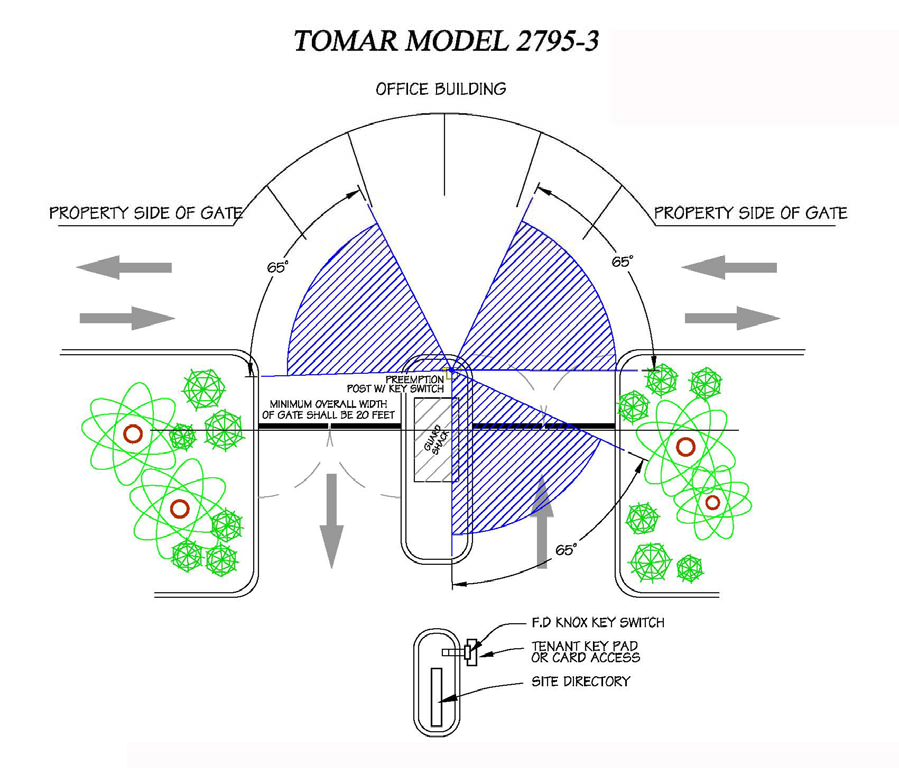 TOMAR MODEL 2795-3
OFFICE BUILDING
PROPERTY SIDE OF GATE
PROPERTY SIDE OF GATE
65°
65°
PREEMPTION
POST W/ KEY SWITCH
MINIMUM OVERALL WIDTH
OF GATE SHALL BE 20 FEET
GUARD
SHACK
65°
F.D KNOX KEY SWITCH
TENANT KEY PAD
OR CARD ACCESS
SITE DIRECTORY